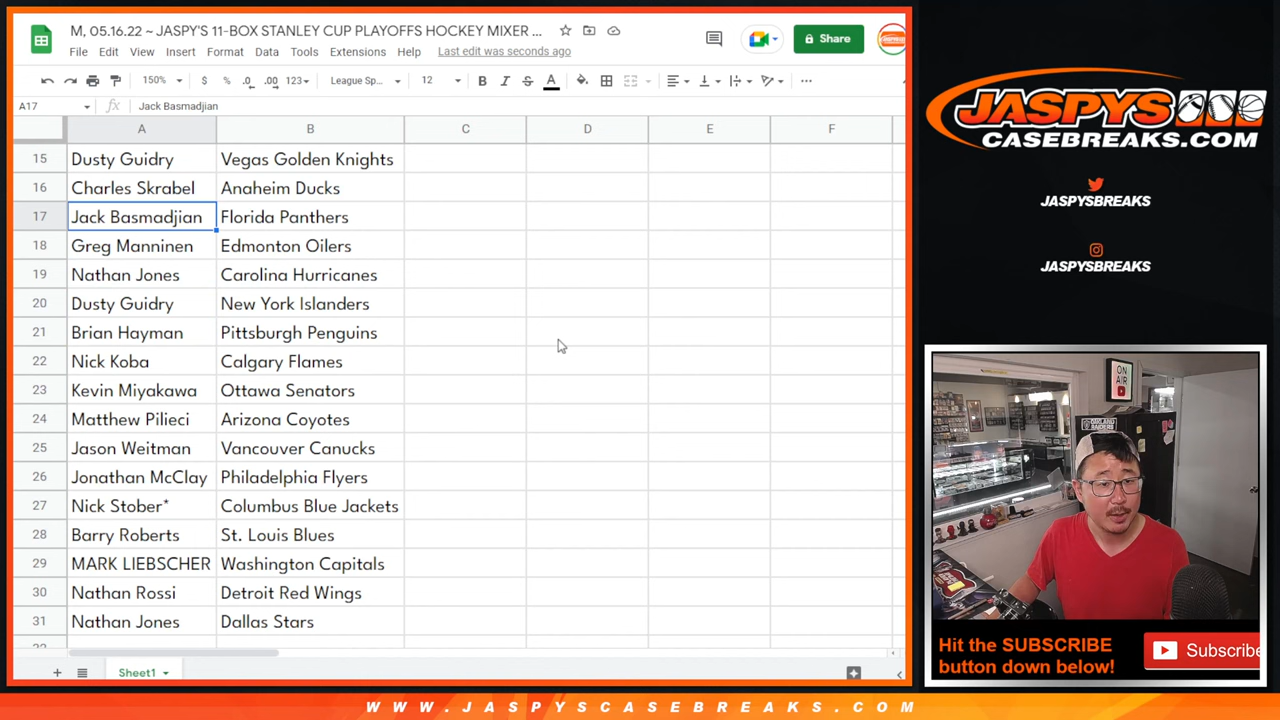 M, 05.16.22 ~ JASPY'S 11-BOX STANLEY CUP PLAYOFFS HOCKEY MIXER ...
File Edit View Insert Format Data Tools Extensions Help Last edit was seconds ago
Share
150% $ % .0 .00 123 League Sp... 12 B I S A
A17 fx Jack Basmadjian
A B C D E F
15 Dusty Guidry Vegas Golden Knights
16 Charles Skrabel Anaheim Ducks
17 Jack Basmadjian Florida Panthers
18 Greg Manninen Edmonton Oilers
19 Nathan Jones Carolina Hurricanes
20 Dusty Guidry New York Islanders
21 Brian Hayman Pittsburgh Penguins
22 Nick Koba Calgary Flames
23 Kevin Miyakawa Ottawa Senators
24 Matthew Pilieci Arizona Coyotes
25 Jason Weitman Vancouver Canucks
26 Jonathan McClay Philadelphia Flyers
27 Nick Stober* Columbus Blue Jackets
28 Barry Roberts St. Louis Blues
29 MARK LIEBSCHER Washington Capitals
30 Nathan Rossi Detroit Red Wings
31 Nathan Jones Dallas Stars
Sheet1
JASPYS
CASEBREAKS.COM
JASPYSBREAKS
JASPYSBREAKS
ON
AIR
Hit the SUBSCRIBE
button down below!
Subscribe
WWW.JASPYSCASEBREAKS.COM